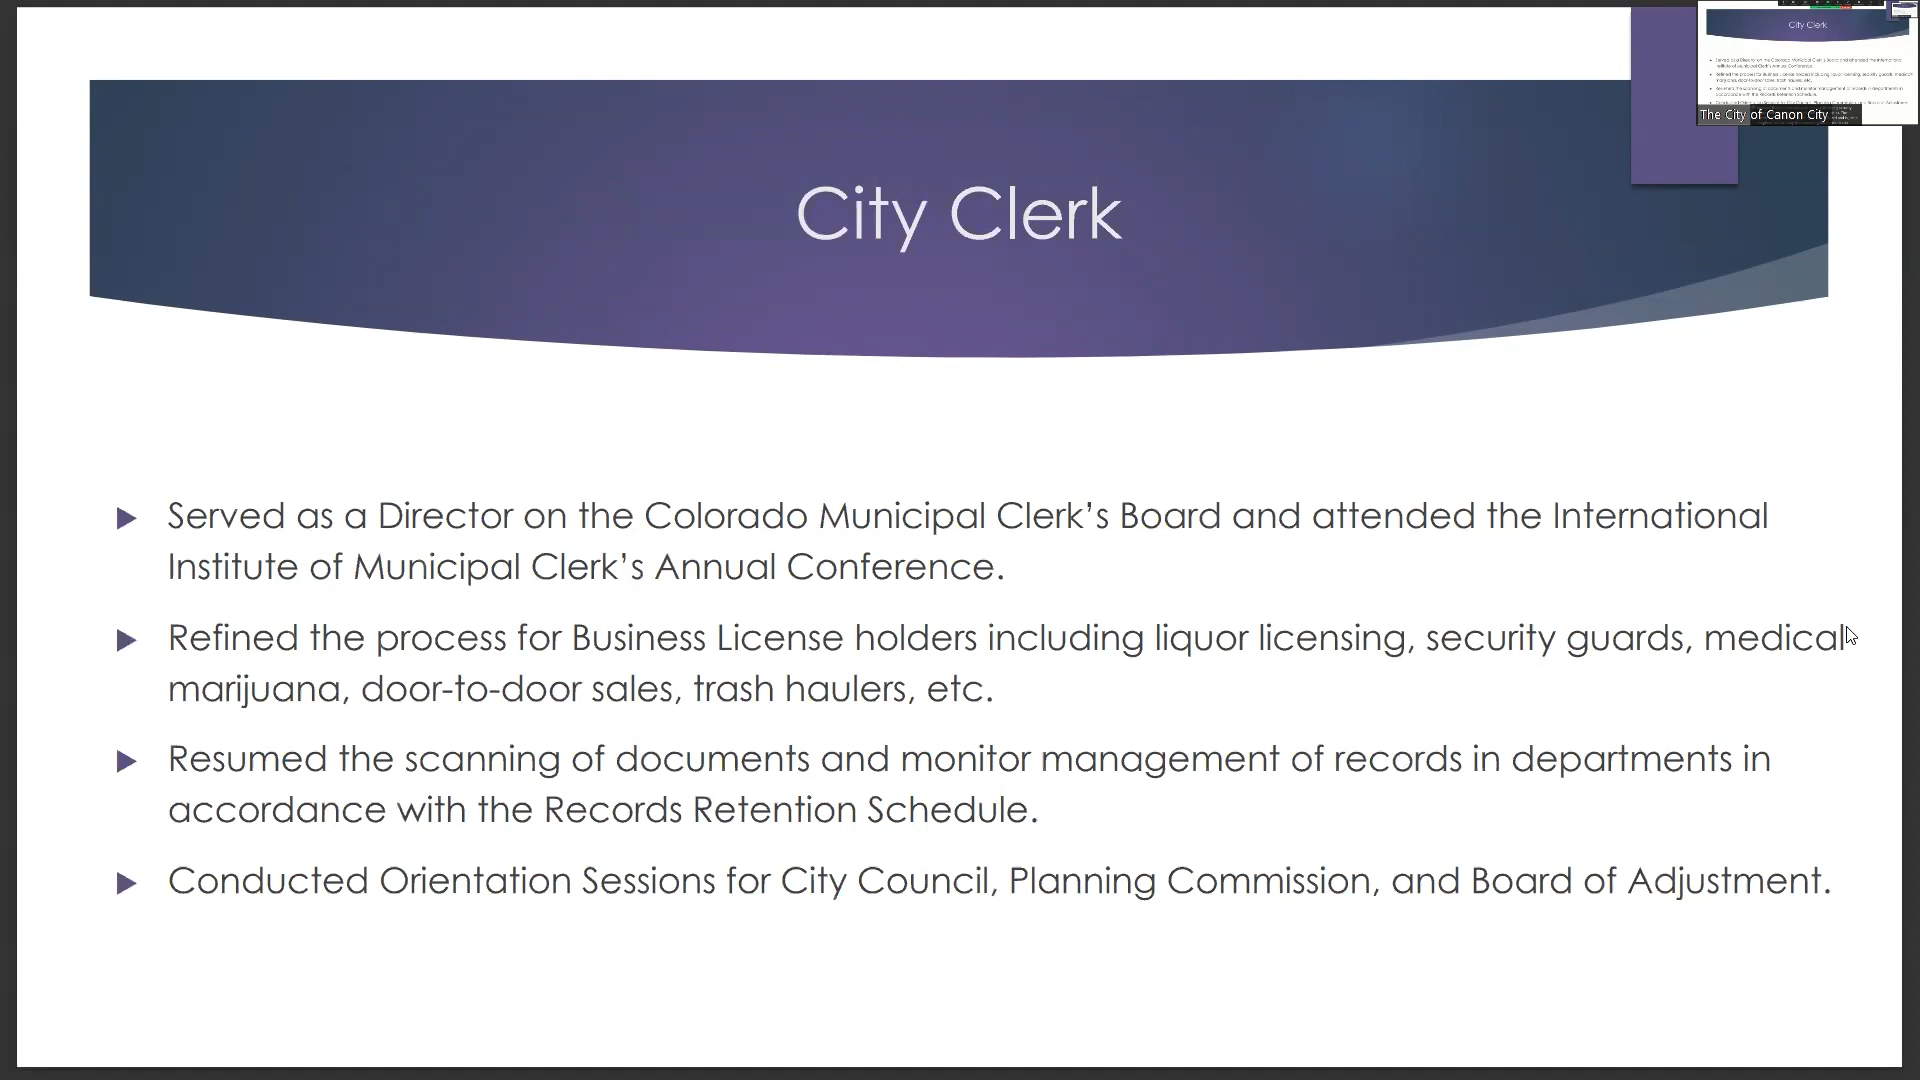 City Clerk
City Clerk
The City of Canon City
Served as a Director on the Colorado Municipal Clerk’s Board and attended the International
Institute of Municipal Clerk’s Annual Conference.
Refined the process for Business License holders including liquor licensing, security guards, medical
marijuana, door-to-door sales, trash haulers, etc.
Resumed the scanning of documents and monitor management of records in departments in
accordance with the Records Retention Schedule.
Conducted Orientation Sessions for City Council, Planning Commission, and Board of Adjustment.